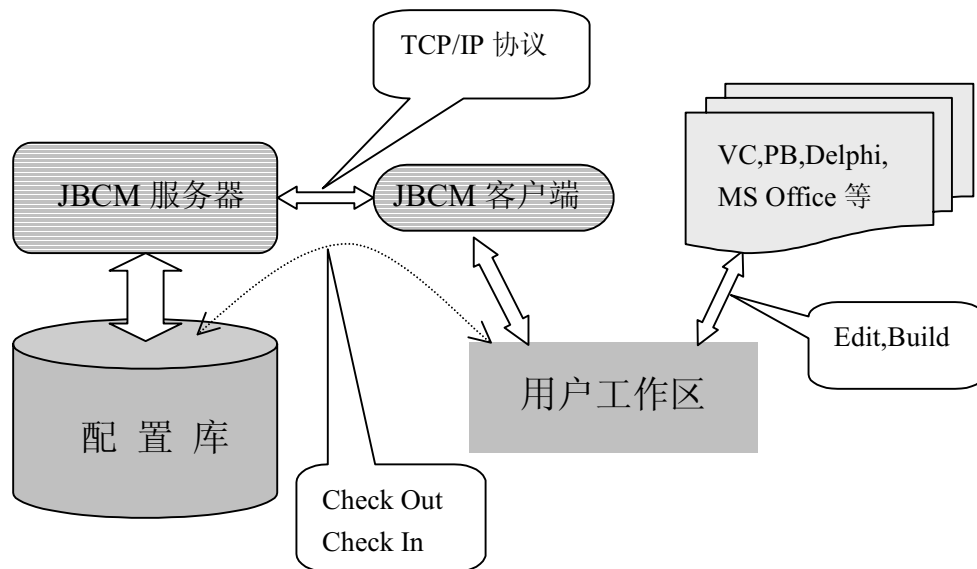 TCP/IP 协议
VC,PB,Delphi,
MS Office 等
JBCM 服务器
JBCM 客户端
Edit,Build
用户工作区
配 置 库
Check Out
Check In